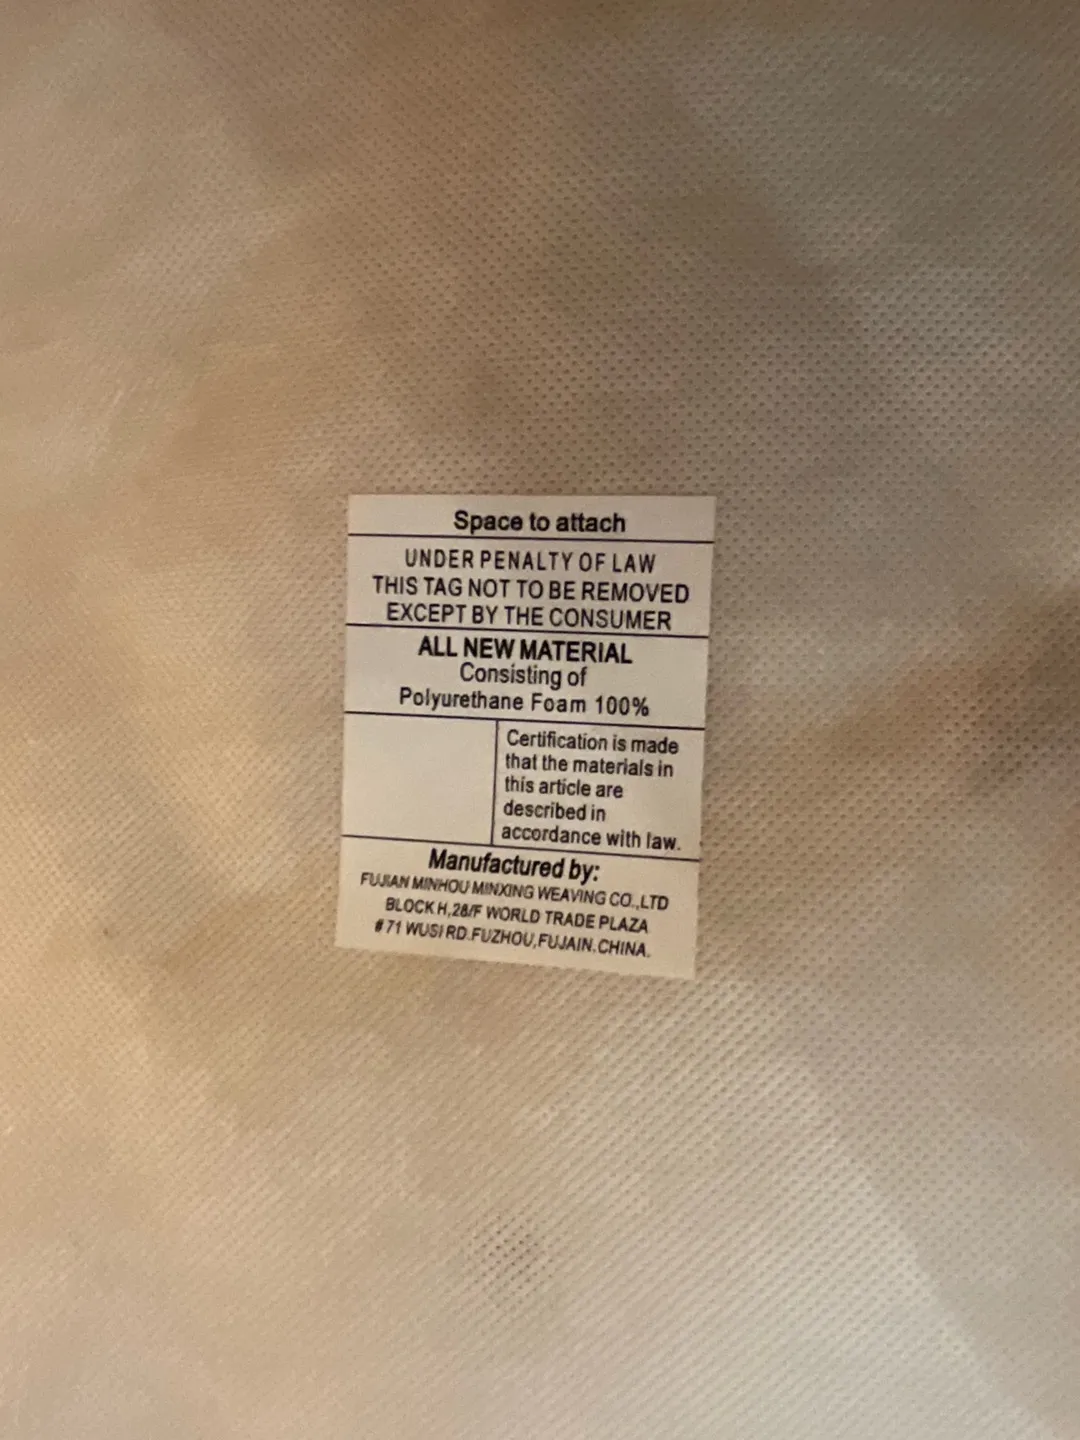 Space to attach
UNDER PENALTY OF LAW
THIS TAG NOT TO BE REMOVED
EXCEPT BY THE CONSUMER
ALL NEW MATERIAL
Consisting of
Polyurethane Foam 100%
Certification is made
that the materials in
this article are
described in
accordance with law.
Manufactured by:
FUJIAN MINHOU MINXING WEAVING CO.,LTD
BLOCK H,28/F WORLD TRADE PLAZA
#71 WUSI RD.FUZHOU,FUJAIN.CHINA.